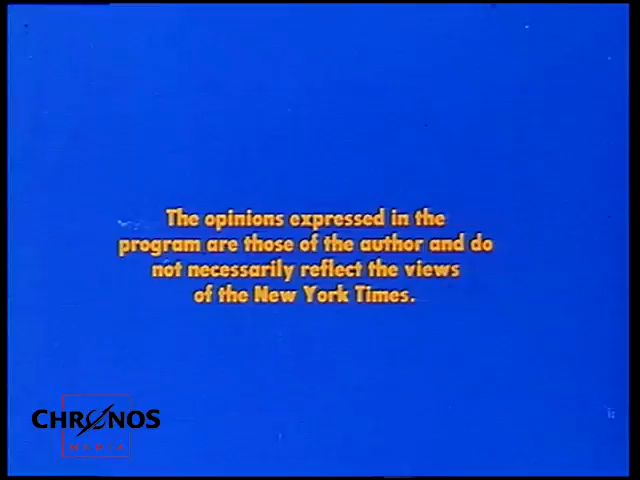 The opinions expressed in the
program are those of the author and do
not necessarily reflect the views
of the New York Times.
CHRONOS
MEDIA